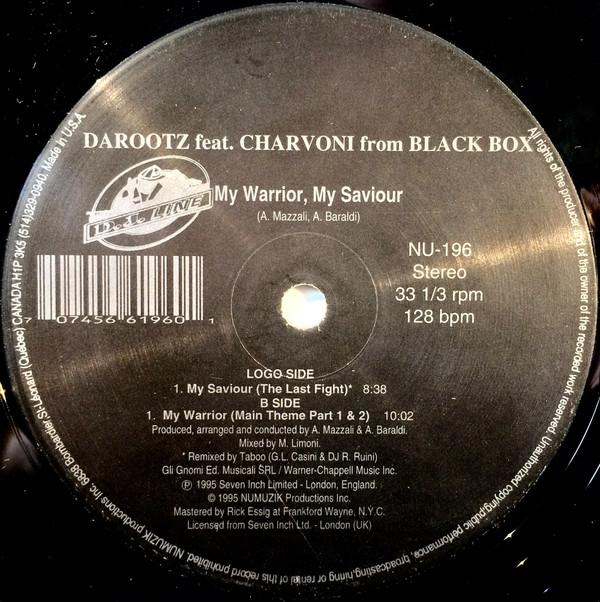 DAROOTZ feat. CHARVONI from BLACK BOX
My Warrior, My Saviour
(A. Mazzali, A. Baraldi)
LINE
NU-196
Stereo
33 1/3 rpm
128 bpm
7 07456 61960 1
LOGO SIDE
1. My Saviour (The Last Fight)* 8:38
B SIDE
1. My Warrior (Main Theme Part 1 & 2) 10:02
Produced, arranged and conducted by A. Mazzali & A. Baraldi.
Mixed by M. Limoni.
* Remixed by Taboo (G.L. Casini & DJ R. Ruini)
Gli Gnomi Ed. Musicali SRL / Warner-Chappell Music Inc.
Ⓟ 1995 Seven Inch Limited - London, England.
© 1995 NUMUZIK Productions Inc.
Mastered by Rick Essig at Frankford Wayne, N.Y.C.
Licensed from Seven Inch Ltd. - London (UK)
All rights of the producer and of the owner of the recorded work reserved. Unauthorized copying, public performance, broadcasting, hiring or rental of this record prohibited. NUMUZIK productions inc. 6838 Bombardier, St-Léonard (Québec) CANADA H1P 3K5 (514)329-0940. Made in U.S.A.